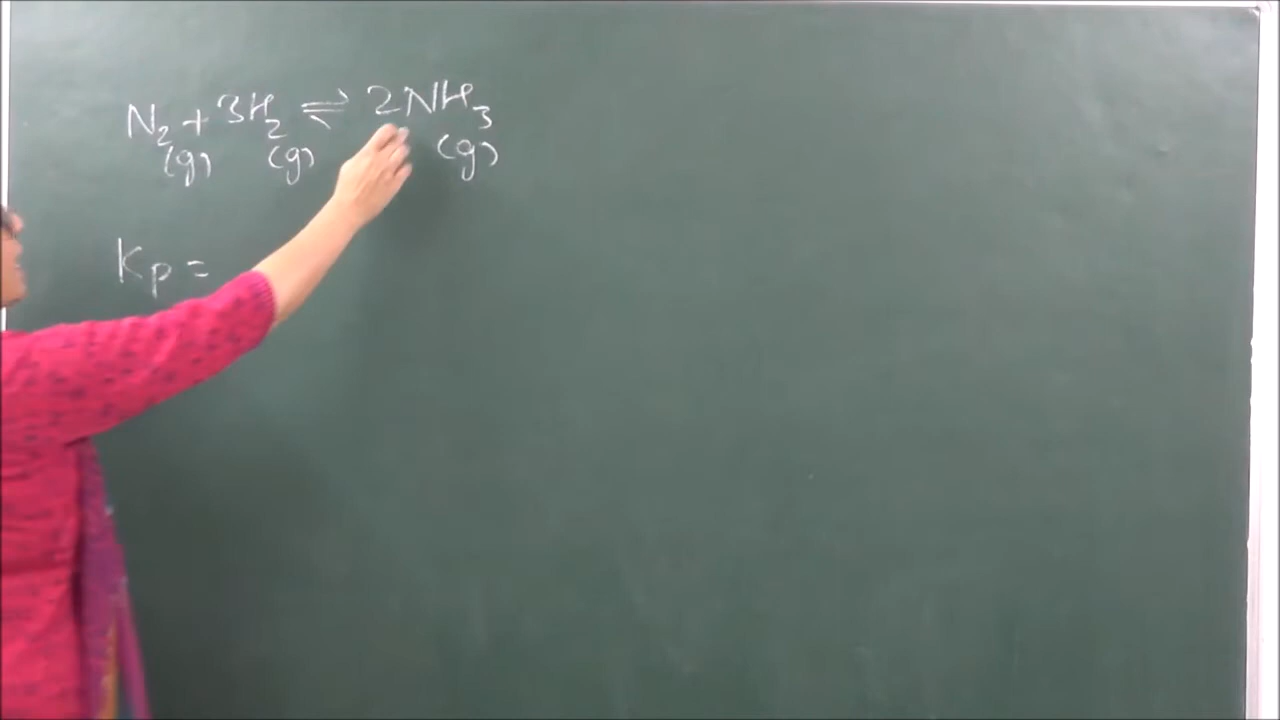 N₂ + 3H₂ ⇌ 2NH₃
(g) (g) (g)
Kp =